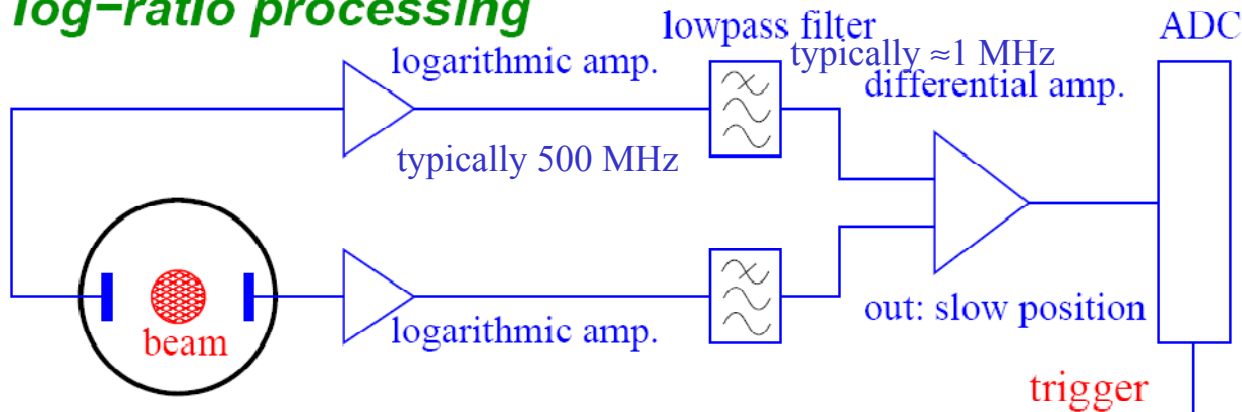 log-ratio processing
lowpass filter
ADC
logarithmic amp.
typically ≈1 MHz
differential amp.
typically 500 MHz
beam
logarithmic amp.
out: slow position
trigger